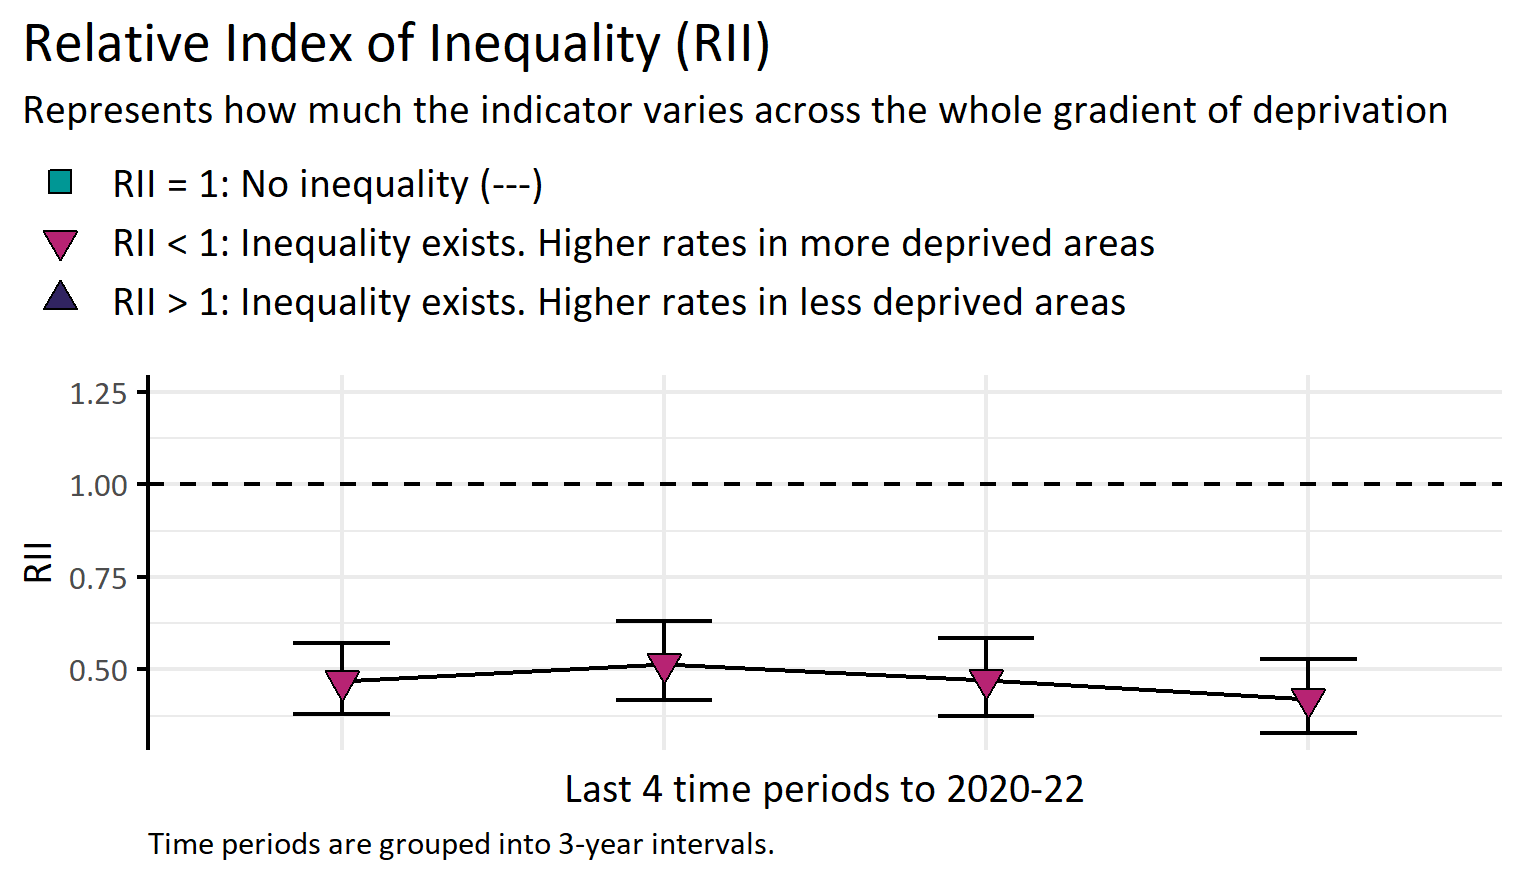 Relative Index of Inequality (RII)
Represents how much the indicator varies across the whole gradient of deprivation
RII = 1: No inequality (---)
RII < 1: Inequality exists. Higher rates in more deprived areas
RII > 1: Inequality exists. Higher rates in less deprived areas
1.25
1.00
0.75
0.50
RII
Last 4 time periods to 2020-22
Time periods are grouped into 3-year intervals.